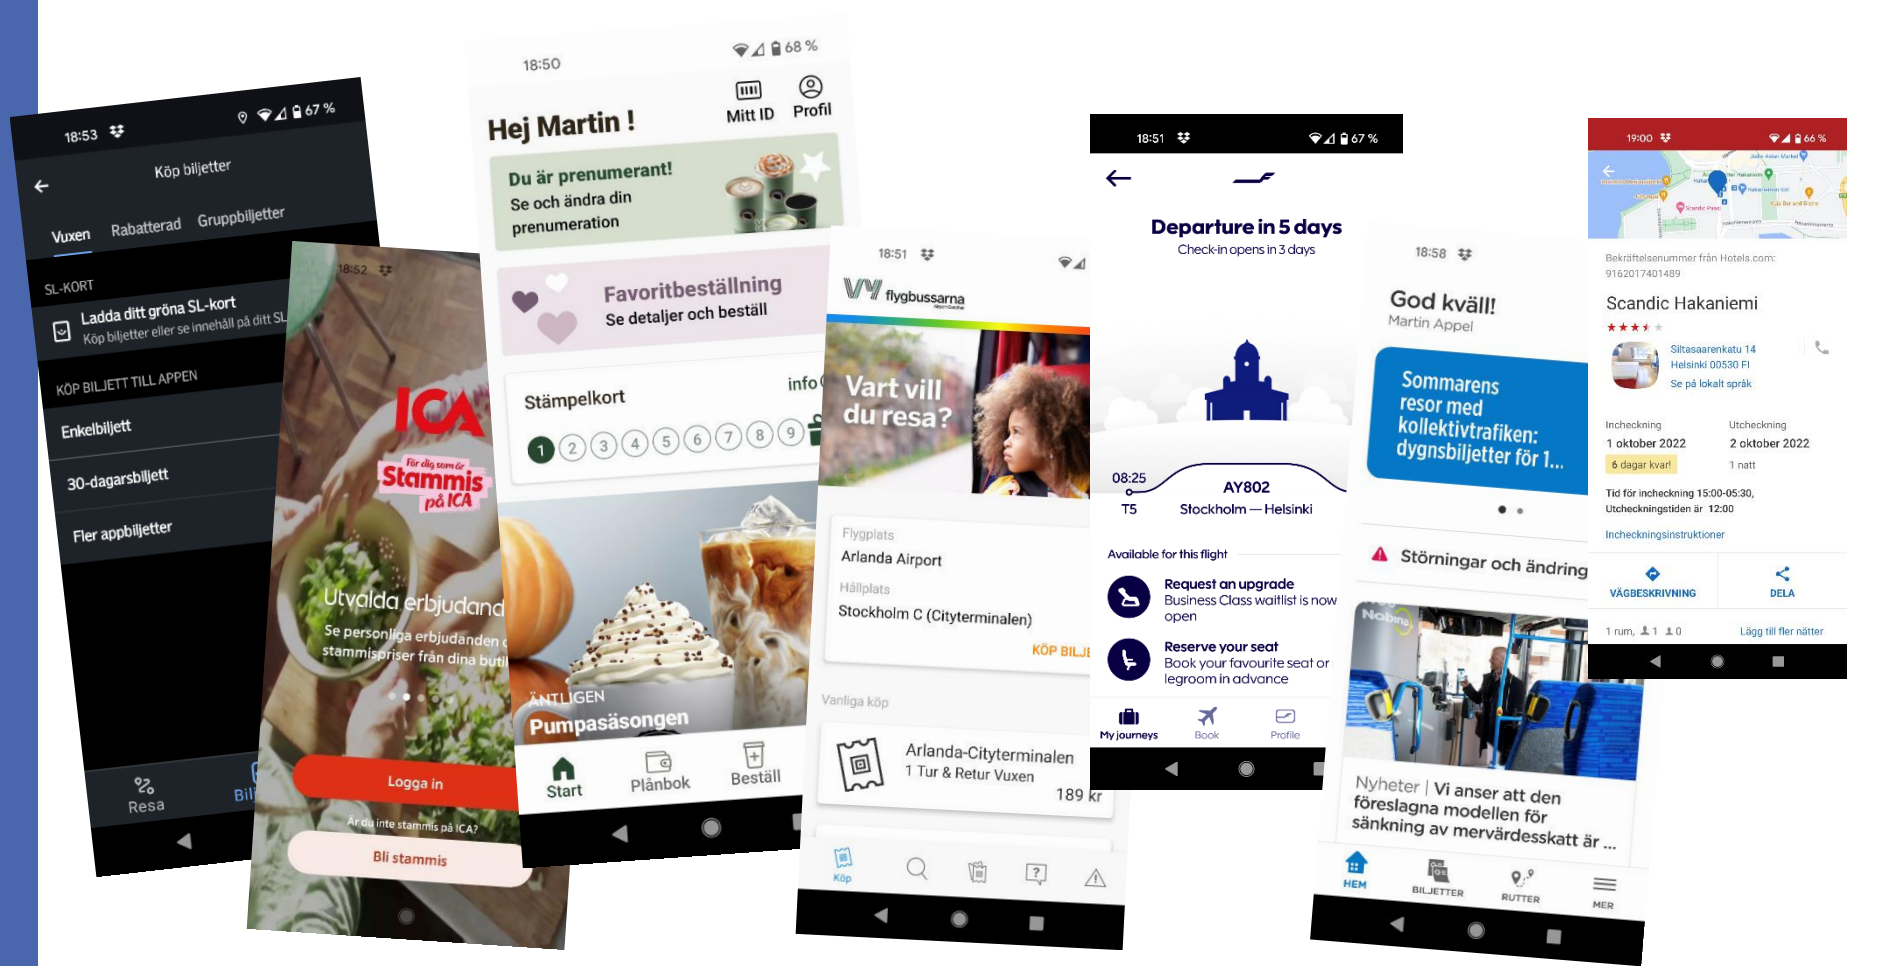 18:53
67 %
Köp biljetter
Vuxen
Rabatterad
Gruppbiljetter
SL-KORT
Ladda ditt gröna SL-kort
Köp biljetter eller se innehåll på ditt SL
KÖP BILJETT TILL APPEN
Enkelbiljett
30-dagarsbiljett
Fler appbiljetter
Resa
Bil
18:52
ICA
För dig som är
Stammis
på ICA
Utvalda erbjudand
Se personliga erbjudanden o
stammispriser från dina buti
Logga in
Är du inte stammis på ICA?
Bli stammis
18:50
68 %
Hej Martin !
Mitt ID
Profil
Du är prenumerant!
Se och ändra din
prenumeration
Favoritbeställning
Se detaljer och beställ
Stämpelkort
info
1 2 3 4 5 6 7 8 9
ÄNTLIGEN
Pumpasäsongen
Start
Plånbok
Beställ
18:51
Vy flygbussarna
Vart vill
du resa?
Flygplats
Arlanda Airport
Hållplats
Stockholm C (Cityterminalen)
KÖP BILJE
Vanliga köp
Arlanda-Cityterminalen
1 Tur & Retur Vuxen
189 kr
Köp
18:51
67 %
Departure in 5 days
Check-in opens in 3 days
08:25
T5
AY802
Stockholm — Helsinki
Available for this flight
Request an upgrade
Business Class waitlist is now
open
Reserve your seat
Book your favourite seat or
legroom in advance
My journeys
Book
Profile
18:58
God kväll!
Martin Appel
Sommarens
resor med
kollektivtrafiken:
dygnsbiljetter för 1...
Störningar och ändring
Nobina
Nyheter | Vi anser att den
föreslagna modellen för
sänkning av mervärdesskatt är ...
HEM
BILJETTER
RUTTER
MER
19:00
66 %
Scandic Paasi
Bekräftelsenummer från Hotels.com:
9162017401489
Scandic Hakaniemi
Siltasaarenkatu 14
Helsinki 00530 FI
Se på lokalt språk
Incheckning
1 oktober 2022
6 dagar kvar!
Utcheckning
2 oktober 2022
1 natt
Tid för incheckning 15:00-05:30,
Utcheckningstiden är 12:00
Incheckningsinstruktioner
VÄGBESKRIVNING
DELA
1 rum, 1 0
Lägg till fler nätter